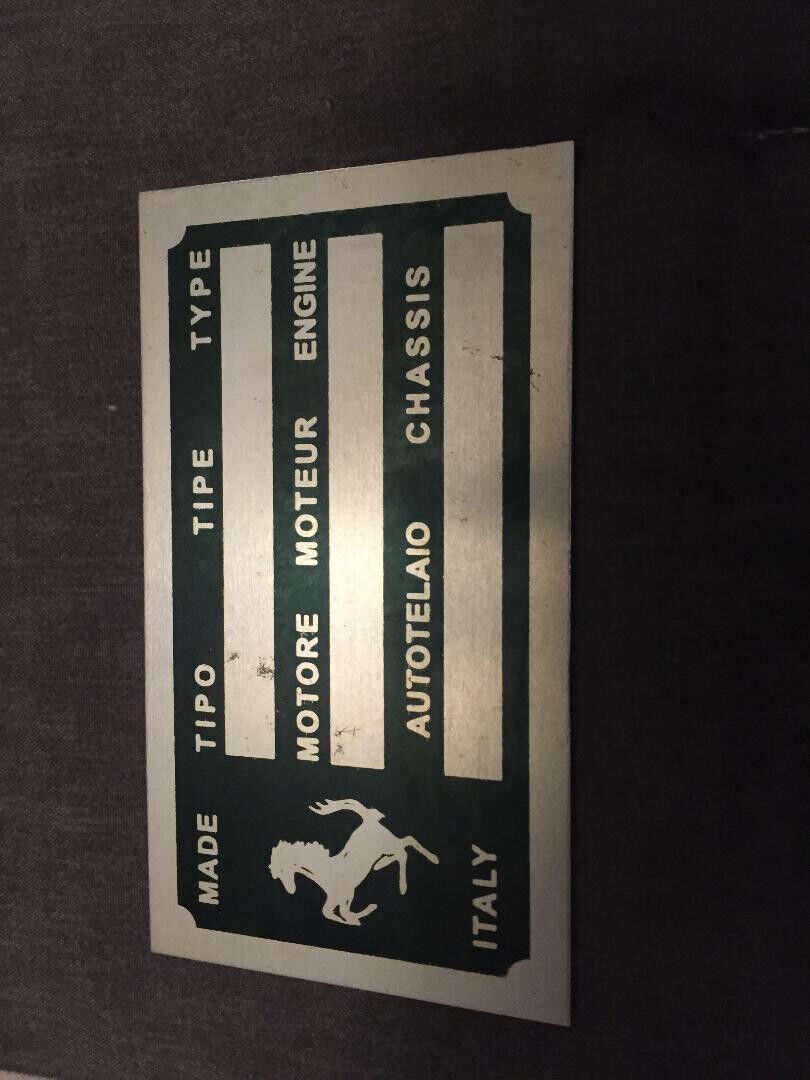 MADE TIPO TIPE TYPE
MOTORE MOTEUR ENGINE
AUTOTELAIO CHASSIS
ITALY